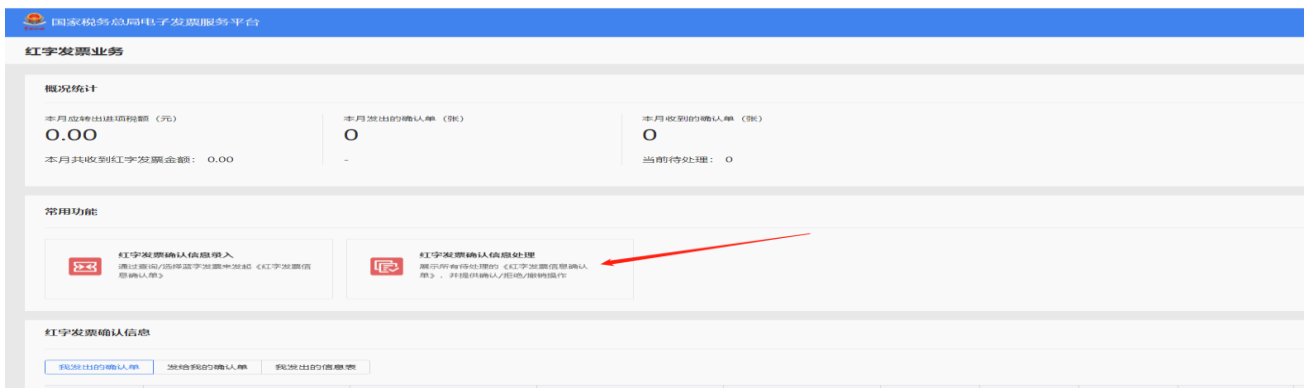 国家税务总局电子发票服务平台
红字发票业务
概况统计
本月应转出进项税额（元） 本月发出的确认单（张） 本月收到的确认单（张）
0.00 0 0
本月共收到红字发票金额： 0.00 - 当前待处理： 0
常用功能
红字发票确认信息录入
通过查询/选择蓝字发票来发起《红字发票信
息确认单》
红字发票确认信息处理
展示所有待处理的《红字发票信息确认
单》，并提供确认/拒绝/撤销操作
红字发票确认信息
我发出的确认单 发给我的确认单 我发出的信息表